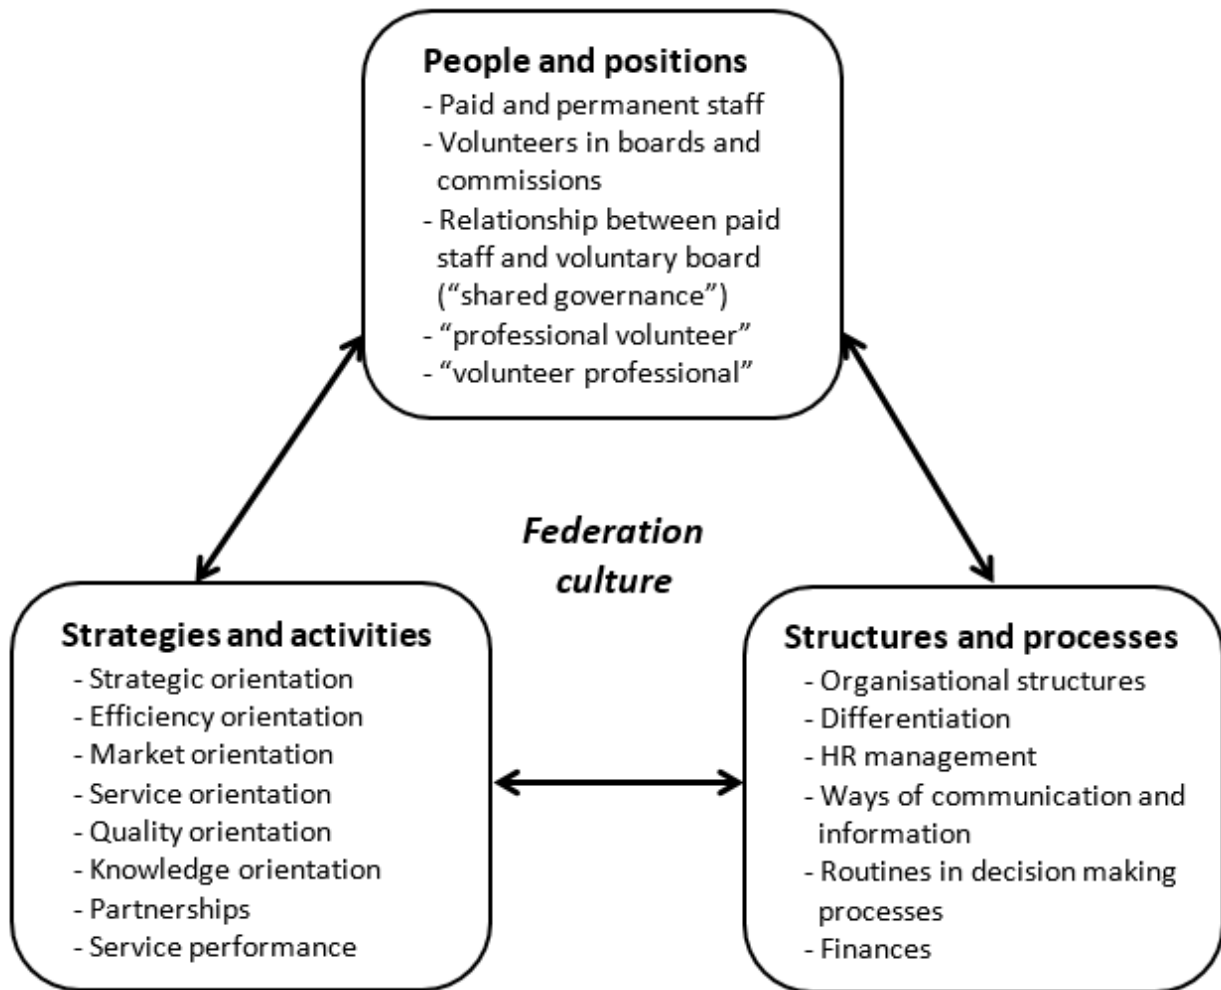 People and positions
- Paid and permanent staff
- Volunteers in boards and
commissions
- Relationship between paid
staff and voluntary board
(“shared governance”)
- “professional volunteer”
- “volunteer professional”
Federation
culture
Strategies and activities
- Strategic orientation
- Efficiency orientation
- Market orientation
- Service orientation
- Quality orientation
- Knowledge orientation
- Partnerships
- Service performance
Structures and processes
- Organisational structures
- Differentiation
- HR management
- Ways of communication and
information
- Routines in decision making
processes
- Finances